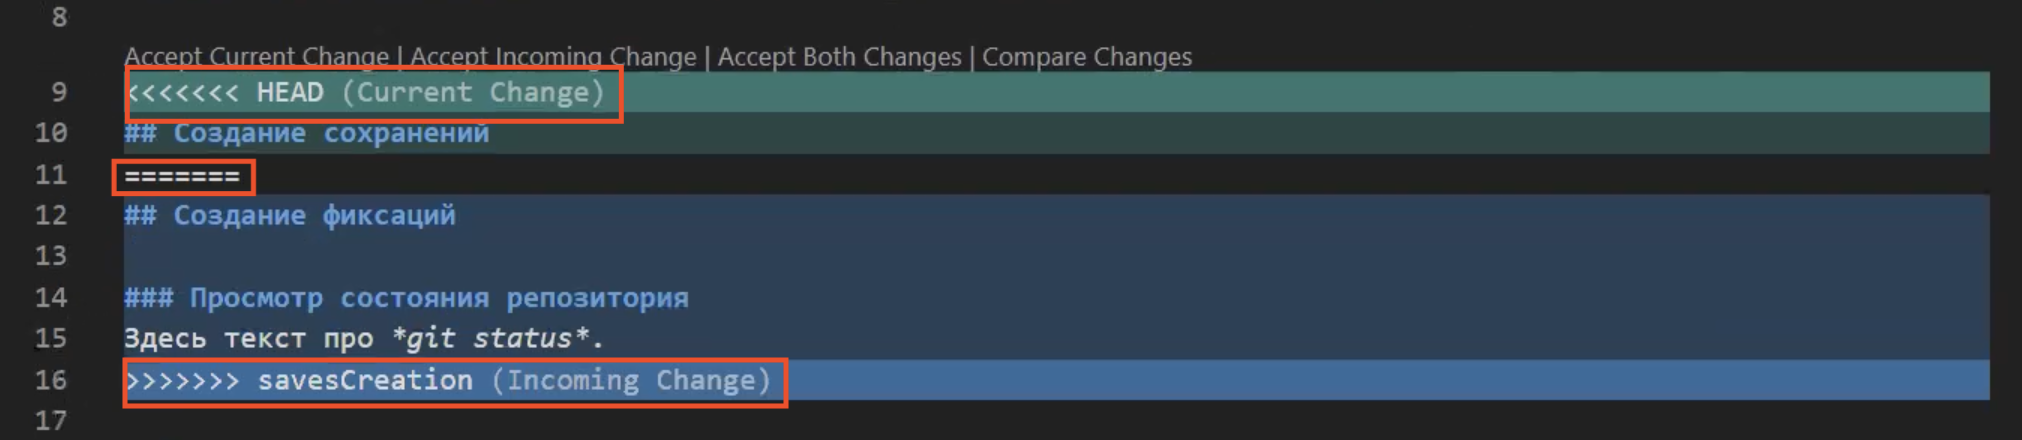 8
Accept Current Change | Accept Incoming Change | Accept Both Changes | Compare Changes
9 <<<<<<< HEAD (Current Change)
10 ## Создание сохранений
11 =======
12 ## Создание фиксаций
13
14 ### Просмотр состояния репозитория
15 Здесь текст про *git status*.
16 >>>>>>> savesCreation (Incoming Change)
17